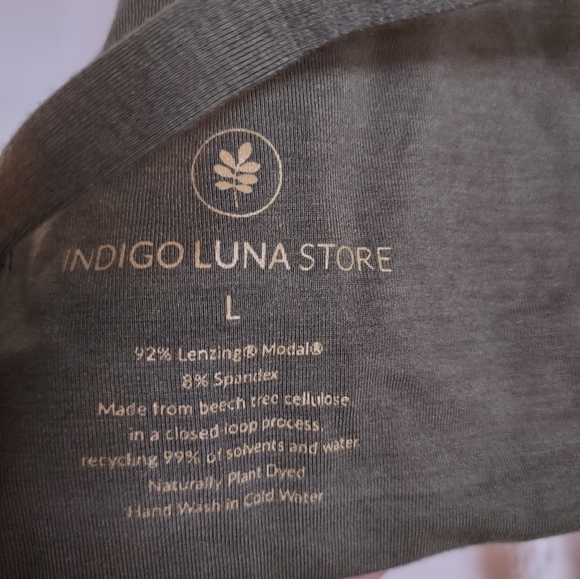 INDIGO LUNA STORE
L
92% Lenzing® Modal®
8% Spandex
Made from beech tree cellulose
in a closed loop process,
recycling 99% of solvents and water
Naturally Plant Dyed
Hand Wash in Cold Water